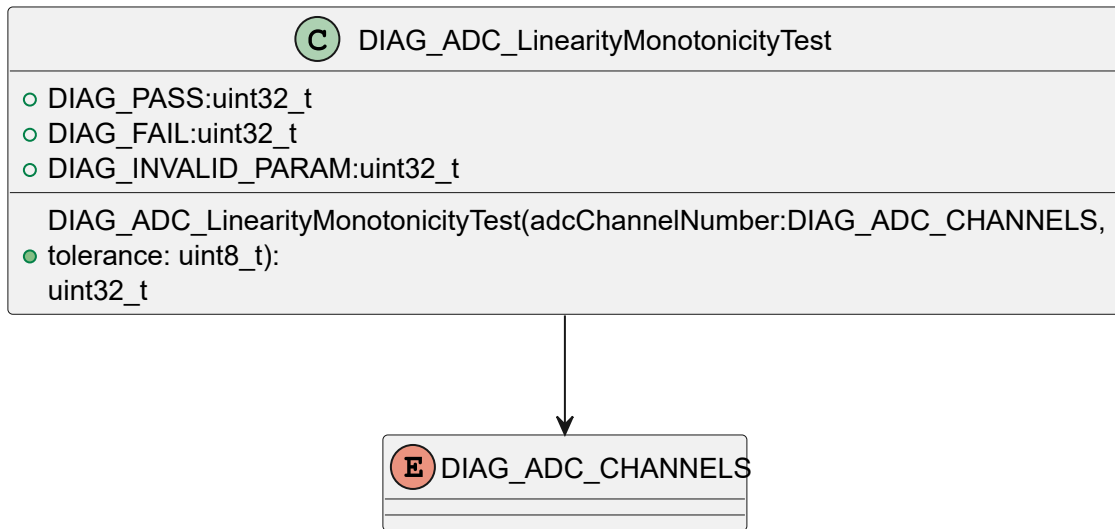 C DIAG_ADC_LinearityMonotonicityTest
DIAG_PASS:uint32_t
DIAG_FAIL:uint32_t
DIAG_INVALID_PARAM:uint32_t
DIAG_ADC_LinearityMonotonicityTest(adcChannelNumber:DIAG_ADC_CHANNELS,
tolerance: uint8_t):
uint32_t
E DIAG_ADC_CHANNELS